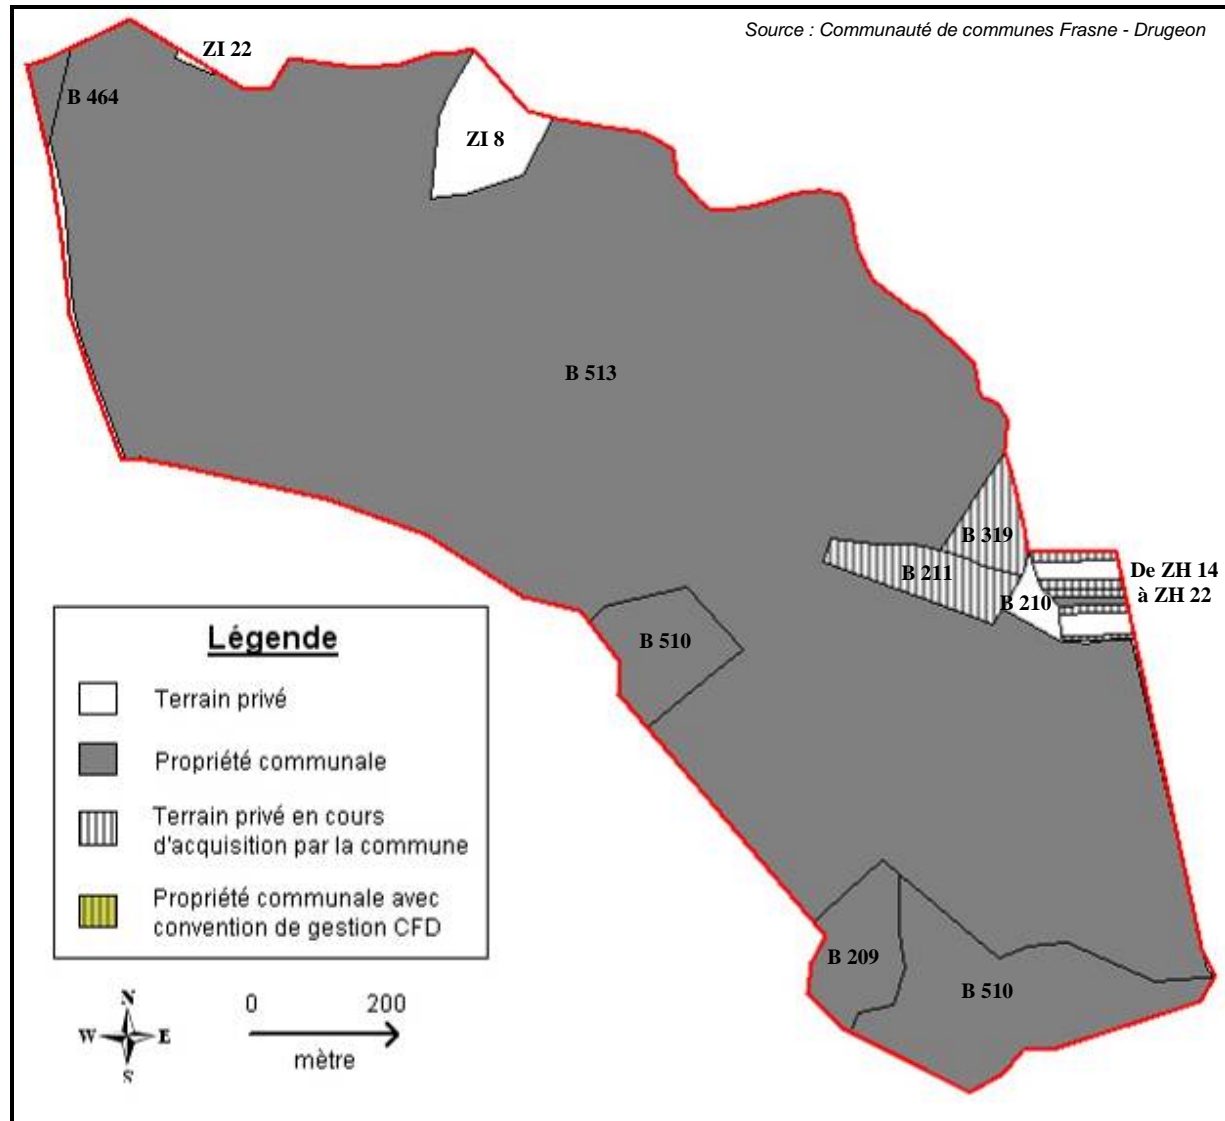 Source : Communauté de communes Frasne - Drugeon
ZI 22
B 464
ZI 8
B 513
B 319
B 211
B 210
De ZH 14
à ZH 22
B 510
Légende
Terrain privé
Propriété communale
Terrain privé en cours
d'acquisition par la commune
Propriété communale avec
convention de gestion CFD
B 209
B 510
N
W E
S
0 200
mètre